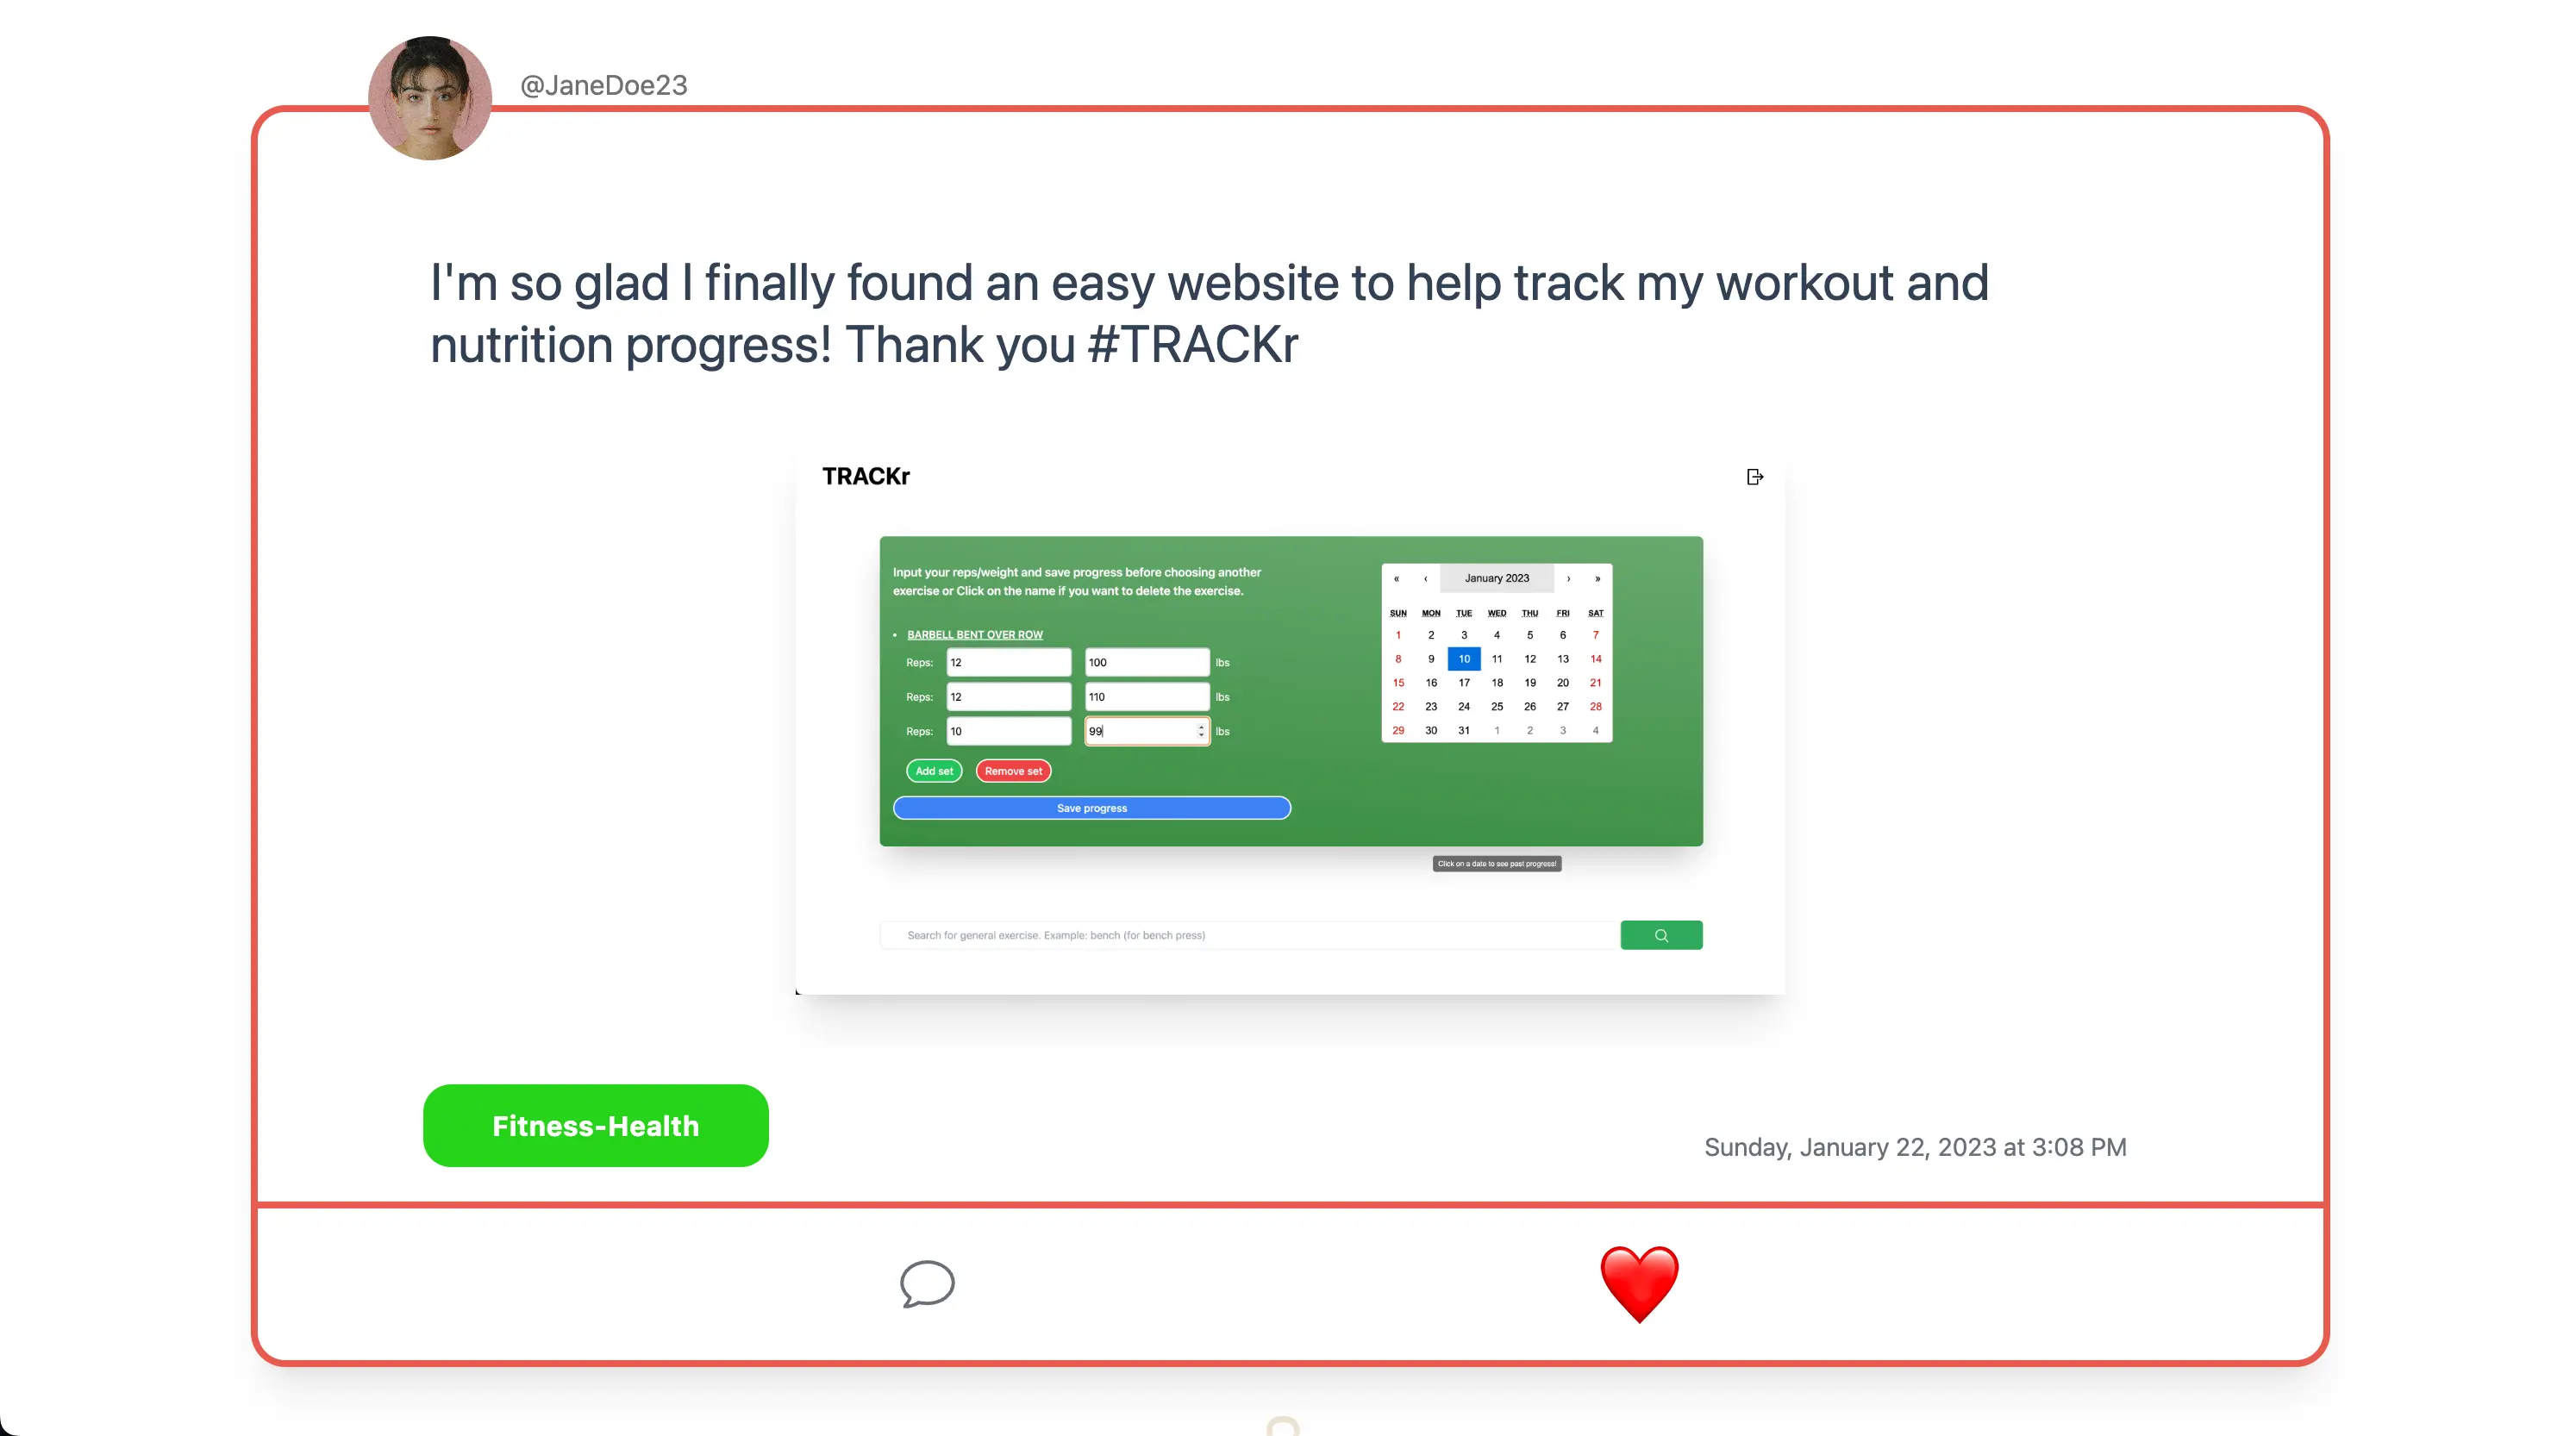 @JaneDoe23
I'm so glad I finally found an easy website to help track my workout and
nutrition progress! Thank you #TRACKr
TRACKr
Input your reps/weight and save progress before choosing another
exercise or Click on the name if you want to delete the exercise.
• BARBELL BENT OVER ROW
Reps: 12 100 lbs
Reps: 12 110 lbs
Reps: 10 99 lbs
Add set Remove set
Save progress
« ‹ January 2023 › »
SUN MON TUE WED THU FRI SAT
1 2 3 4 5 6 7
8 9 10 11 12 13 14
15 16 17 18 19 20 21
22 23 24 25 26 27 28
29 30 31 1 2 3 4
Click on a date to see past progress!
Search for general exercise. Example: bench (for bench press)
Fitness-Health
Sunday, January 22, 2023 at 3:08 PM